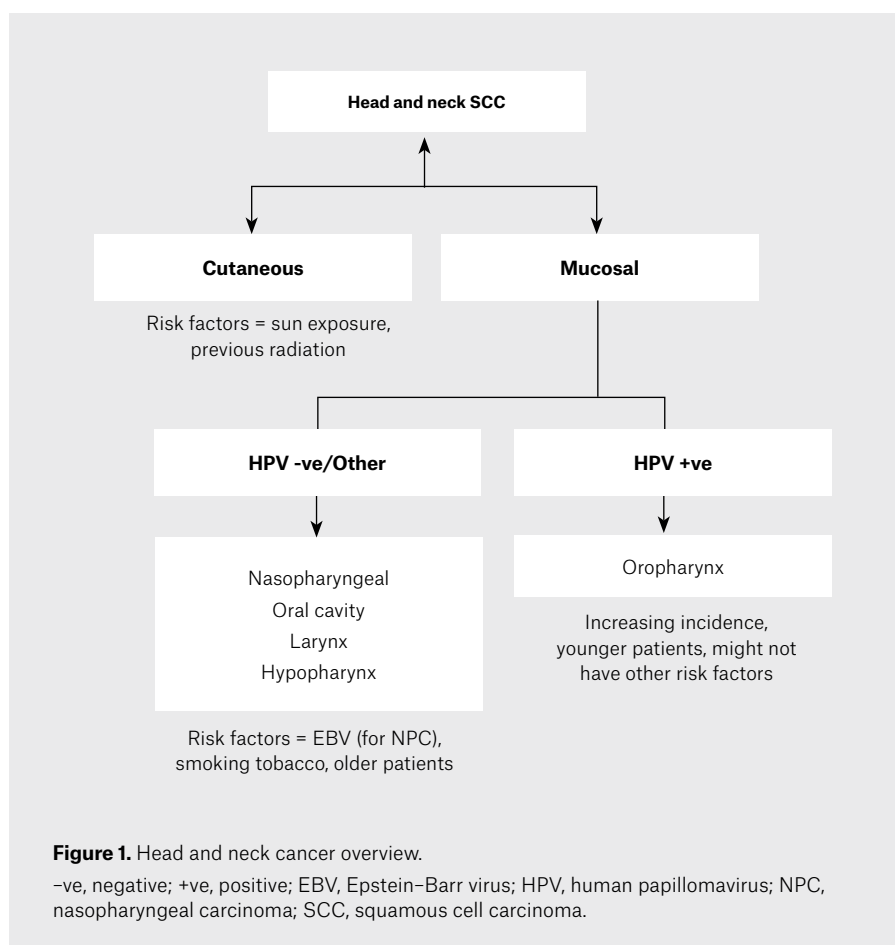 Head and neck SCC
Cutaneous
Mucosal
Risk factors = sun exposure,
previous radiation
HPV -ve/Other
HPV +ve
Nasopharyngeal
Oral cavity
Larynx
Hypopharynx
Oropharynx
Increasing incidence,
younger patients, might not
have other risk factors
Risk factors = EBV (for NPC),
smoking tobacco, older patients
Figure 1. Head and neck cancer overview.
–ve, negative; +ve, positive; EBV, Epstein–Barr virus; HPV, human papillomavirus; NPC,
nasopharyngeal carcinoma; SCC, squamous cell carcinoma.